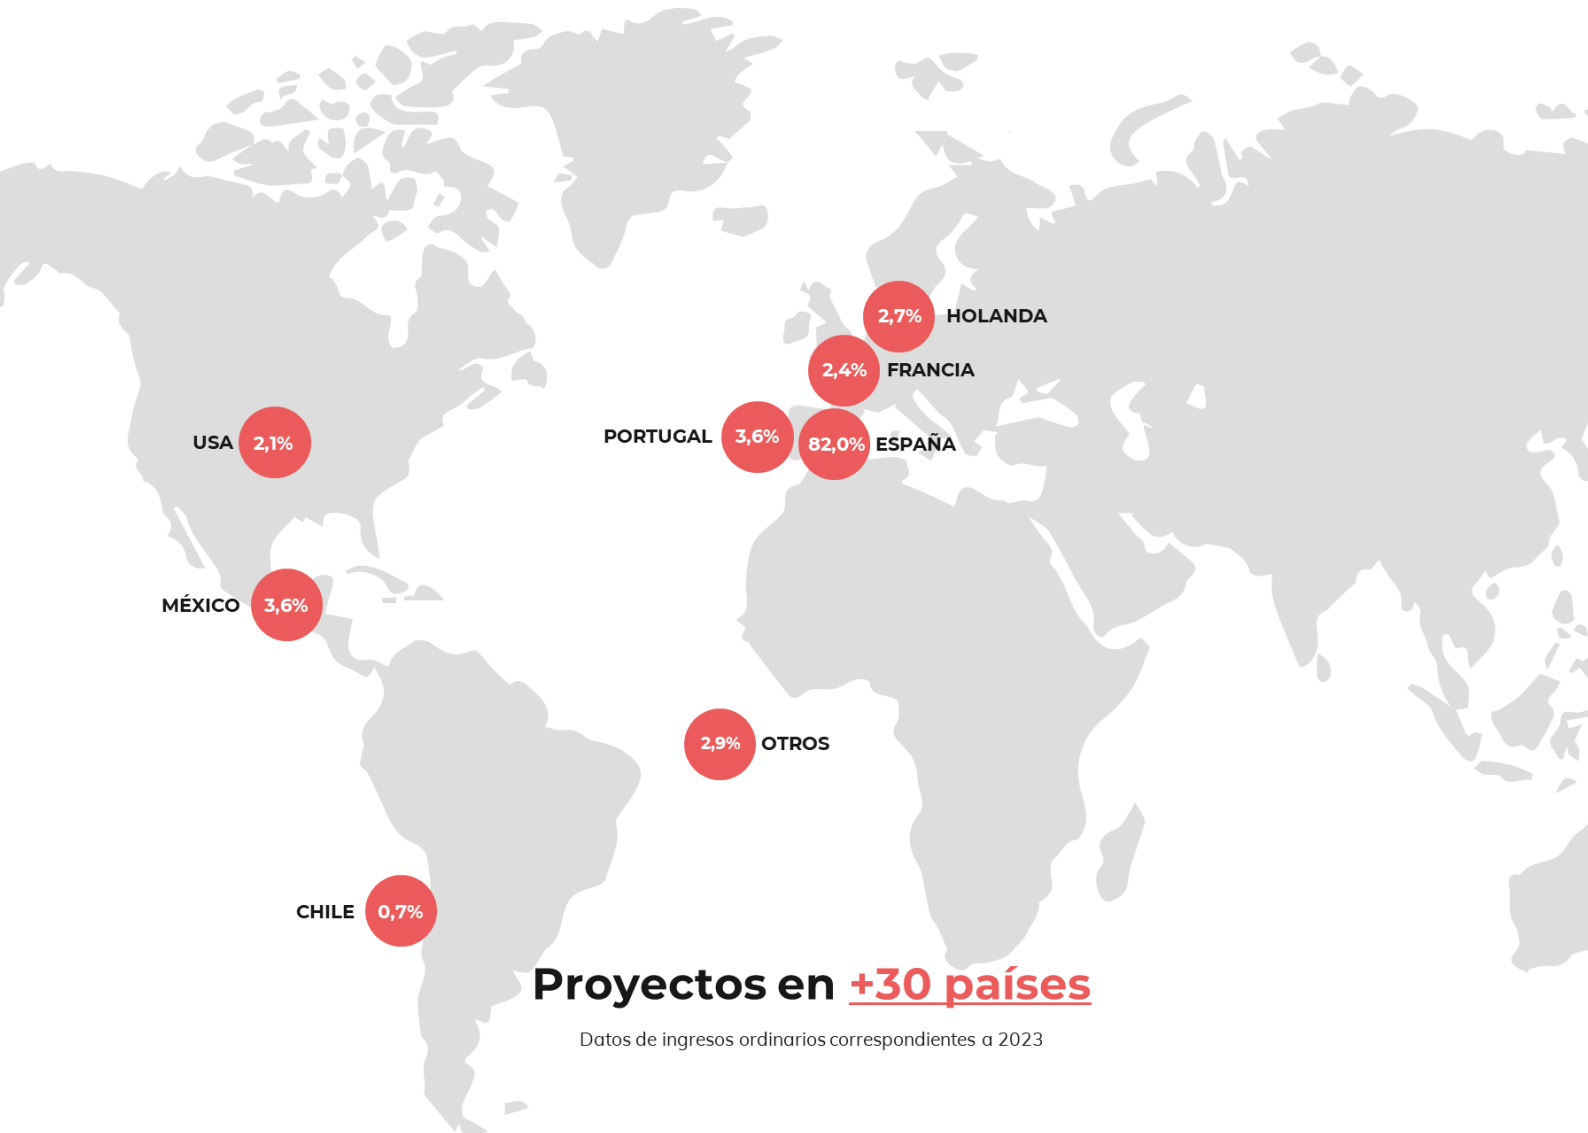 2,7% HOLANDA
2,4% FRANCIA
PORTUGAL 3,6%
82,0% ESPAÑA
USA 2,1%
MÉXICO 3,6%
2,9% OTROS
CHILE 0,7%
Proyectos en +30 países
Datos de ingresos ordinarios correspondientes a 2023